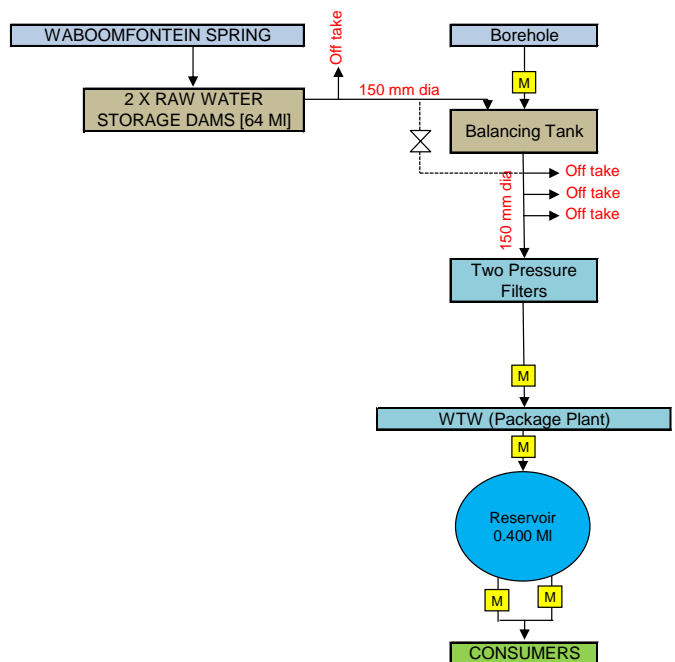 WABOOMFONTEIN SPRING
Off take
Borehole
M
150 mm dia
2 X RAW WATER
STORAGE DAMS [64 Ml]
Balancing Tank
Off take
Off take
Off take
150 mm dia
Two Pressure
Filters
M
WTW (Package Plant)
M
Reservoir
0.400 Ml
M
M
CONSUMERS